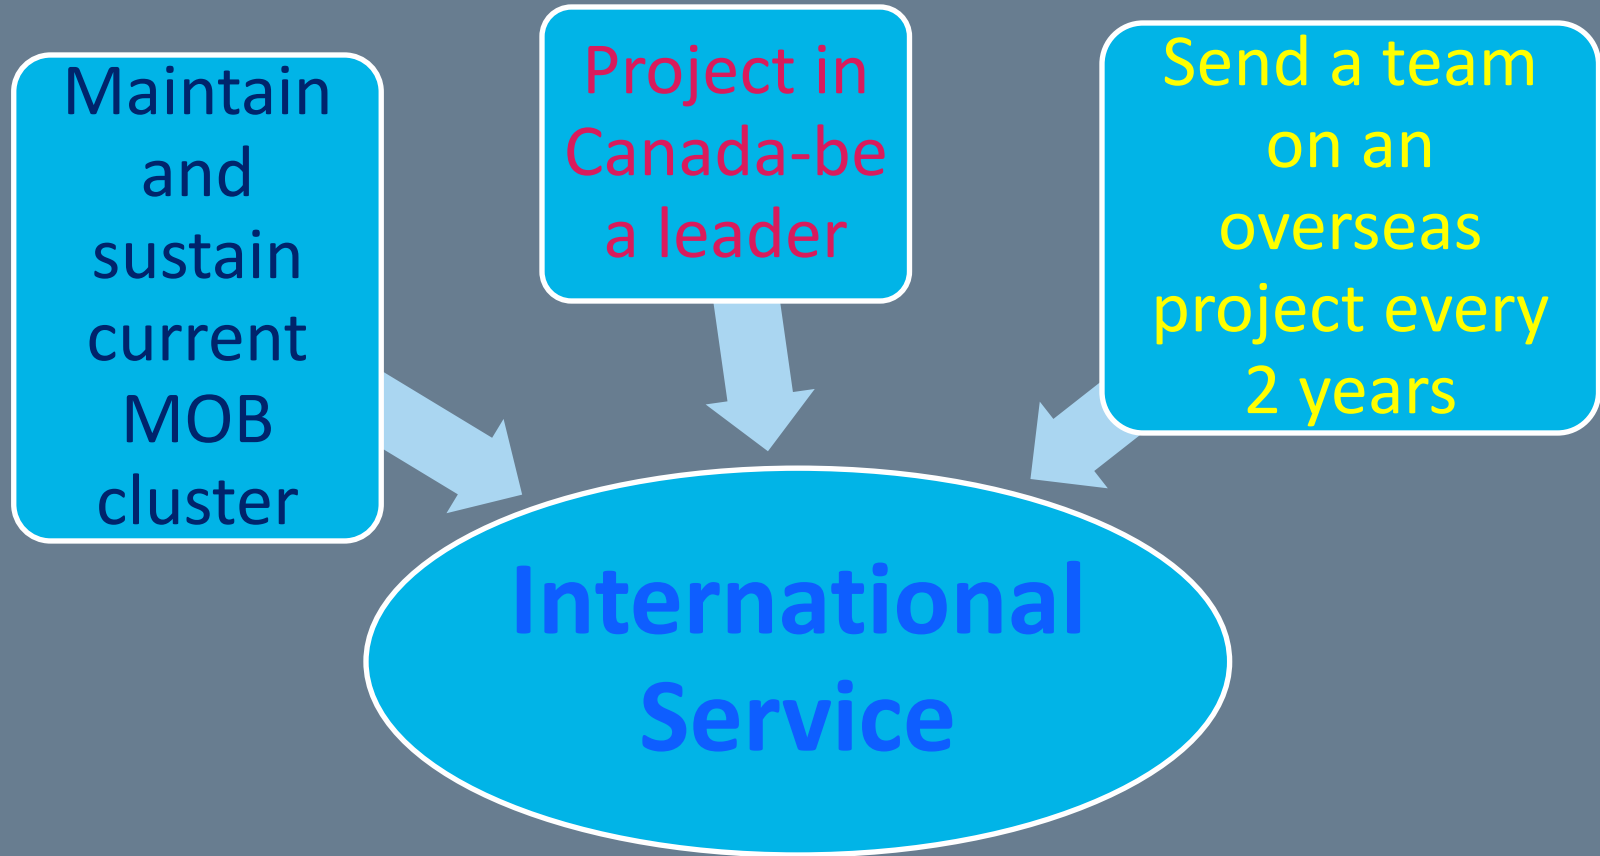 Maintain
and
sustain
current
MOB
cluster
Project in
Canada-be
a leader
Send a team
on an
overseas
project every
2 years
International
Service